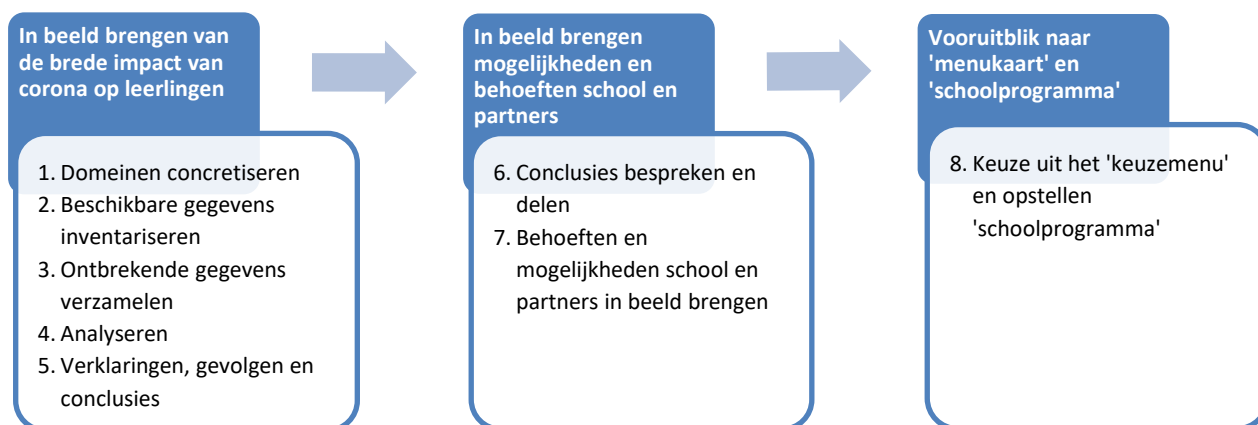 In beeld brengen van
de brede impact van
corona op leerlingen
1. Domeinen concretiseren
2. Beschikbare gegevens
inventariseren
3. Ontbrekende gegevens
verzamelen
4. Analyseren
5. Verklaringen, gevolgen en
conclusies
In beeld brengen
mogelijkheden en
behoeften school en
partners
6. Conclusies bespreken en
delen
7. Behoeften en
mogelijkheden school en
partners in beeld brengen
Vooruitblik naar
'menukaart' en
'schoolprogramma'
8. Keuze uit het 'keuzemenu'
en opstellen
'schoolprogramma'